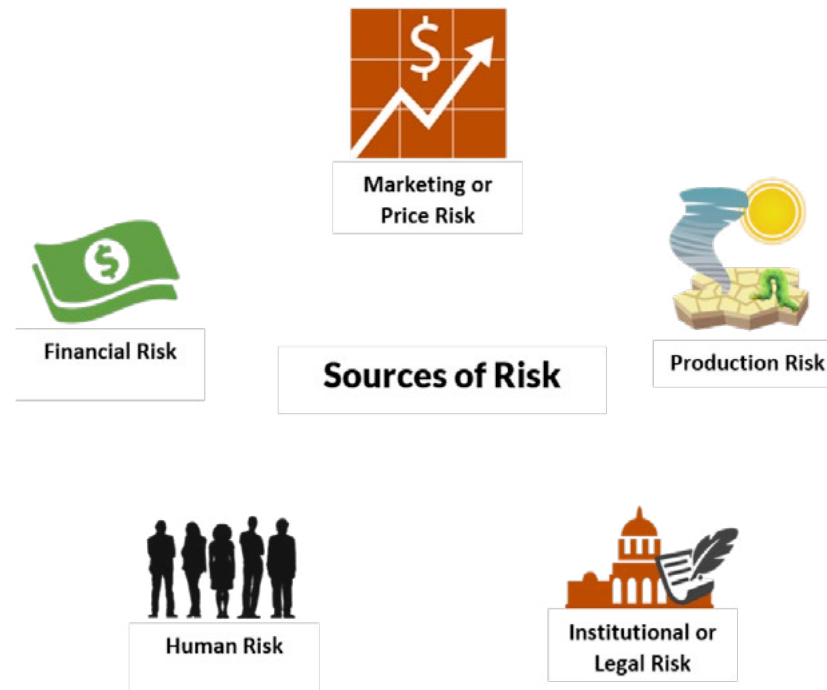 $
Marketing or
Price Risk
$
Financial Risk
Production Risk
Sources of Risk
Human Risk
Institutional or
Legal Risk